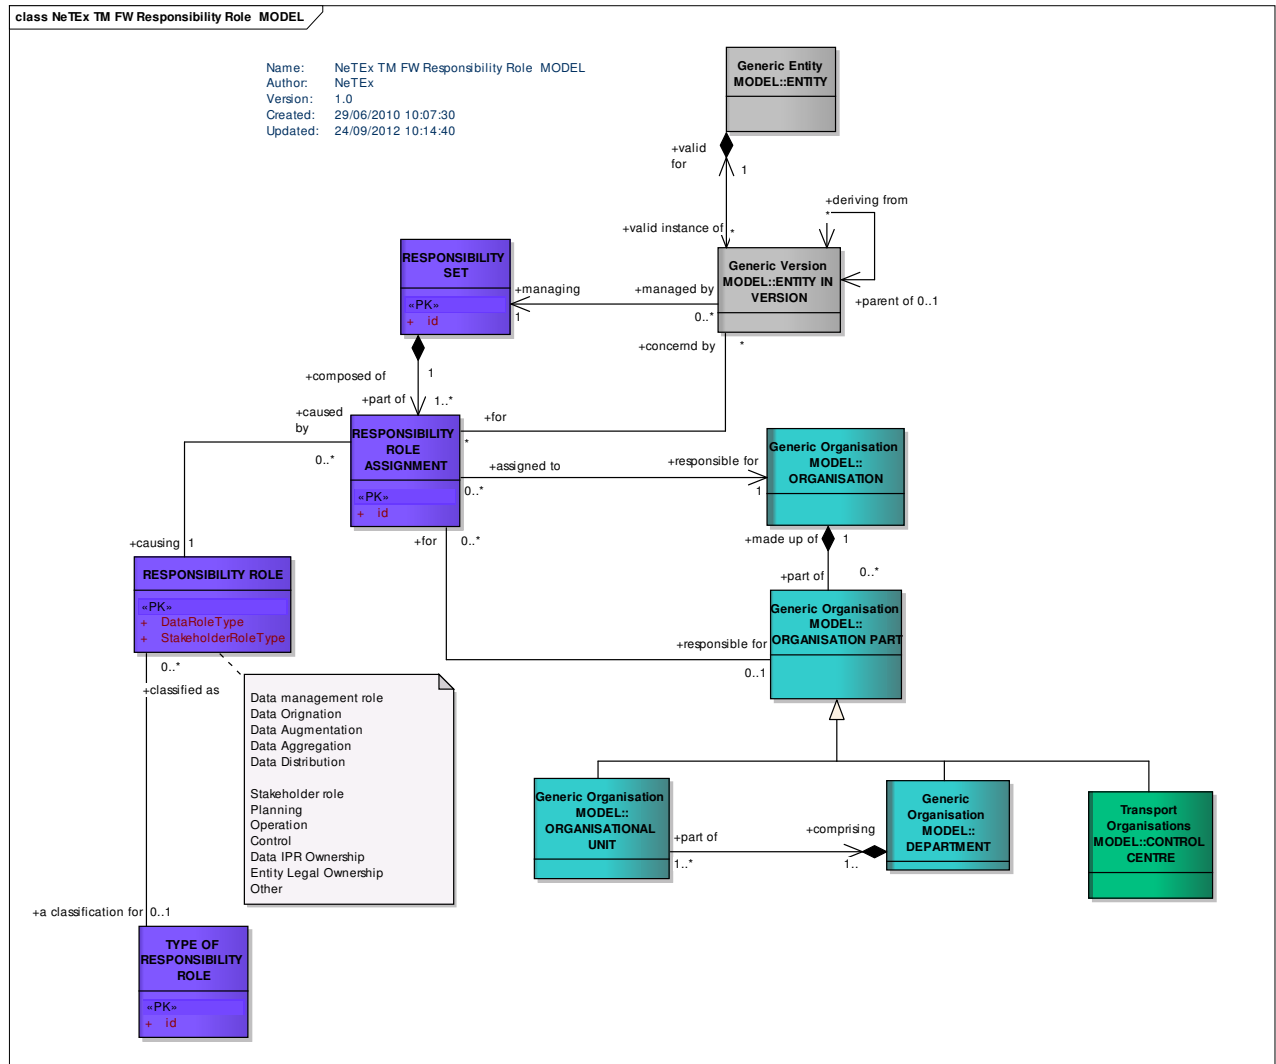 class NeTEx TM FW Responsibility Role  MODEL
Name: NeTEx TM FW Responsibility Role  MODEL
Author: NeTEx
Version: 1.0
Created: 29/06/2010 10:07:30
Updated: 24/09/2012 10:14:40
Generic Entity
MODEL::ENTITY
+valid
for
1
+valid instance of
*
+deriving from
*
Generic Version
MODEL::ENTITY IN
VERSION
+parent of 0..1
RESPONSIBILITY
SET
«PK»
+ id
+managing
1
+managed by
0..*
+concernd by
*
+composed of
1
+part of
1..*
+caused
by
0..*
RESPONSIBILITY
ROLE
ASSIGNMENT
«PK»
+ id
+for
*
+assigned to
0..*
+responsible for
1
Generic Organisation
MODEL::
ORGANISATION
+for
0..*
+made up of
1
+part of
0..*
+causing
1
RESPONSIBILITY ROLE
«PK»
+ DataRoleType
+ StakeholderRoleType
Generic Organisation
MODEL::
ORGANISATION PART
+responsible for
0..1
0..*
+classified as
Data management role
Data Orignation
Data Augmentation
Data Aggregation
Data Distribution
Stakeholder role
Planning
Operation
Control
Data IPR Ownership
Entity Legal Ownership
Other
Generic Organisation
MODEL::
ORGANISATIONAL
UNIT
+part of
1..*
+comprising
1..
Generic
Organisation
MODEL::
DEPARTMENT
Transport
Organisations
MODEL::CONTROL
CENTRE
+a classification for 0..1
TYPE OF
RESPONSIBILITY
ROLE
«PK»
+ id